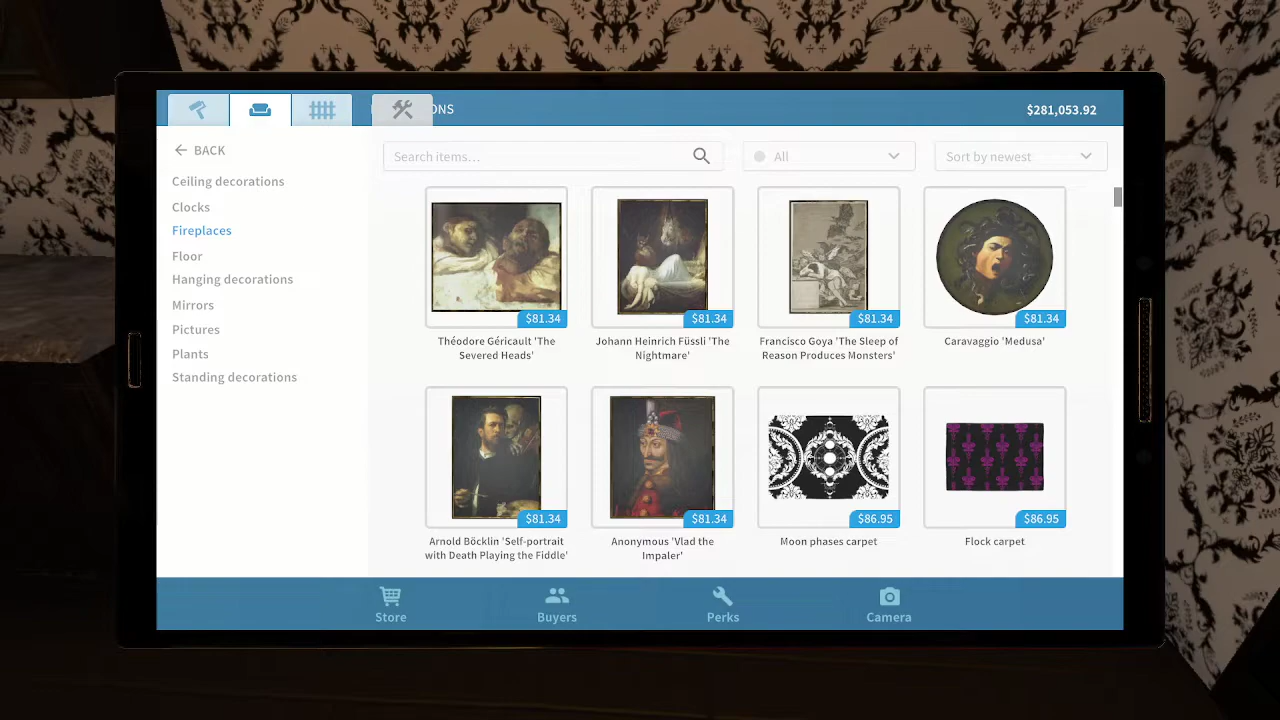 ONS
$281,053.92
BACK
Search items...
All
Sort by newest
Ceiling decorations
Clocks
Fireplaces
Floor
Hanging decorations
Mirrors
Pictures
Plants
Standing decorations
$81.34
$81.34
$81.34
$81.34
Théodore Géricault 'The
Severed Heads'
Johann Heinrich Füssli 'The
Nightmare'
Francisco Goya 'The Sleep of
Reason Produces Monsters'
Caravaggio 'Medusa'
$81.34
$81.34
$86.95
$86.95
Arnold Böcklin 'Self-portrait
with Death Playing the Fiddle'
Anonymous 'Vlad the
Impaler'
Moon phases carpet
Flock carpet
Store
Buyers
Perks
Camera